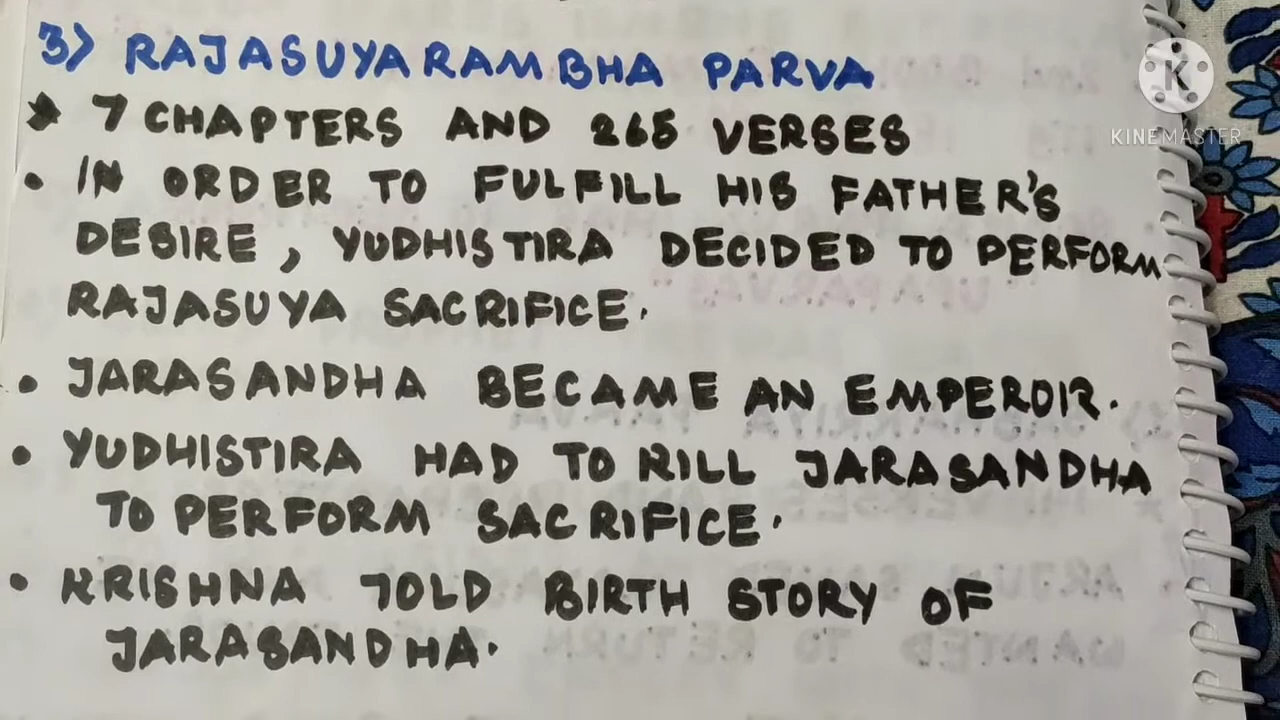 3) RAJASUYARAMBHA PARVA
7 CHAPTERS AND 265 VERSES
• IN ORDER TO FULFILL HIS FATHER'S
DESIRE, YUDHISTIRA DECIDED TO PERFORM
RAJASUYA SACRIFICE.
• JARASANDHA BECAME AN EMPEROR.
• YUDHISTIRA HAD TO KILL JARASANDHA
TO PERFORM SACRIFICE.
• KRISHNA TOLD BIRTH STORY OF
JARASANDHA.
K
KINEMASTER